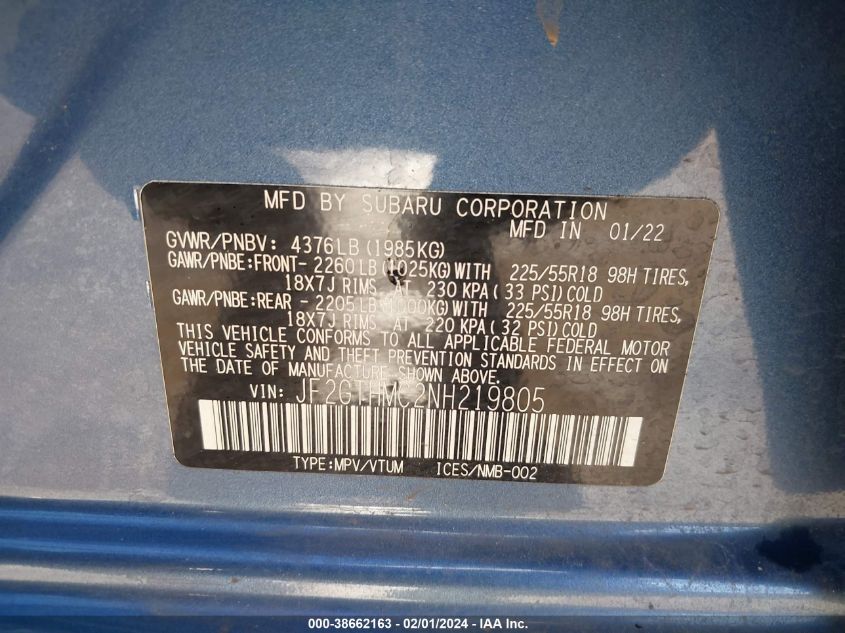 MFD BY SUBARU CORPORATION
MFD IN 01/22
GVWR/PNBV: 4376LB (1985KG)
GAWR/PNBE:FRONT- 2260LB (1025KG)WITH 225/55R18 98H TIRES,
18X7J RIMS AT 230 KPA (33 PSI)COLD
GAWR/PNBE:REAR - 2205LB (1000KG)WITH 225/55R18 98H TIRES,
18X7J RIMS AT 220 KPA (32 PSI)COLD
THIS VEHICLE CONFORMS TO ALL APPLICABLE FEDERAL MOTOR
VEHICLE SAFETY AND THEFT PREVENTION STANDARDS IN EFFECT ON
THE DATE OF MANUFACTURE SHOWN ABOVE.
VIN: JF2GTHMC2NH219805
TYPE:MPV/VTUM ICES/NMB-002
000-38662163 - 02/01/2024 - IAA Inc.